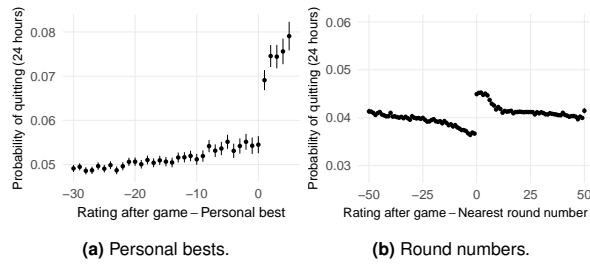 Probability of quitting (24 hours)
0.08
0.07
0.06
0.05
−30
−20
−10
0
Rating after game − Personal best
(a) Personal bests.
Probability of quitting (24 hours)
0.06
0.05
0.04
0.03
−50
−25
0
25
50
Rating after game − Nearest round number
(b) Round numbers.